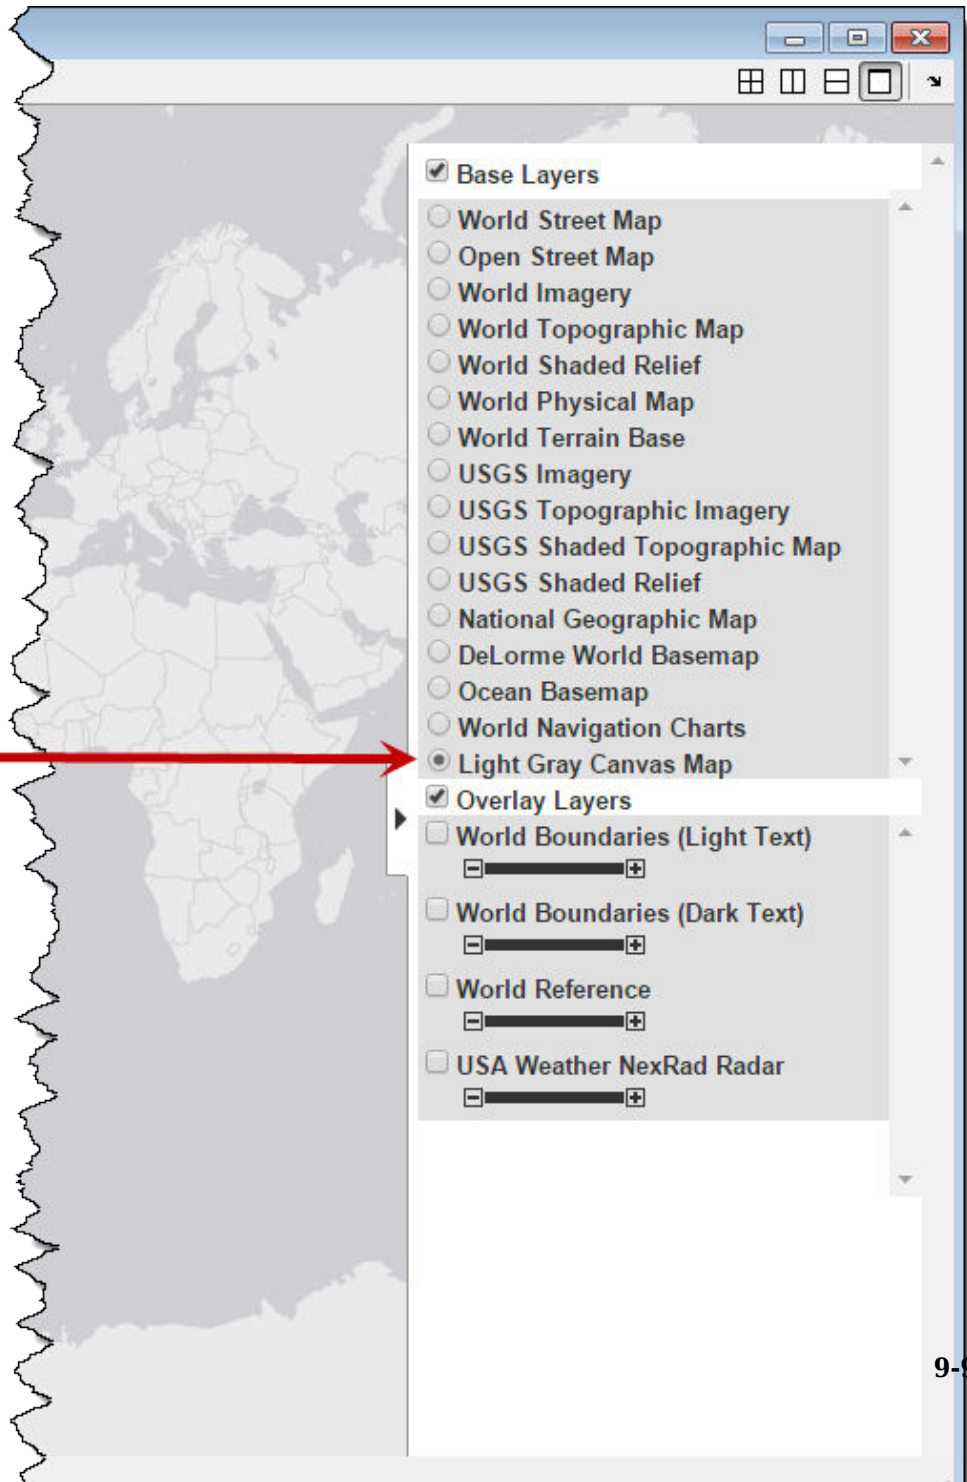 Base Layers
World Street Map
Open Street Map
World Imagery
World Topographic Map
World Shaded Relief
World Physical Map
World Terrain Base
USGS Imagery
USGS Topographic Imagery
USGS Shaded Topographic Map
USGS Shaded Relief
National Geographic Map
DeLorme World Basemap
Ocean Basemap
World Navigation Charts
Light Gray Canvas Map
Overlay Layers
World Boundaries (Light Text)
World Boundaries (Dark Text)
World Reference
USA Weather NexRad Radar
9-9